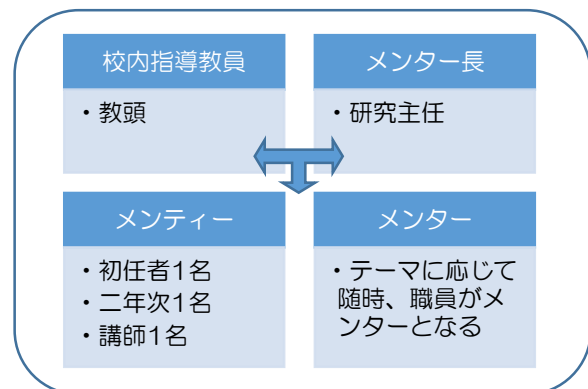 校内指導教員
・教頭
メンター長
・研究主任
メンティー
・初任者1名
・二年次1名
・講師1名
メンター
・テーマに応じて
随時、職員がメ
ンターとなる